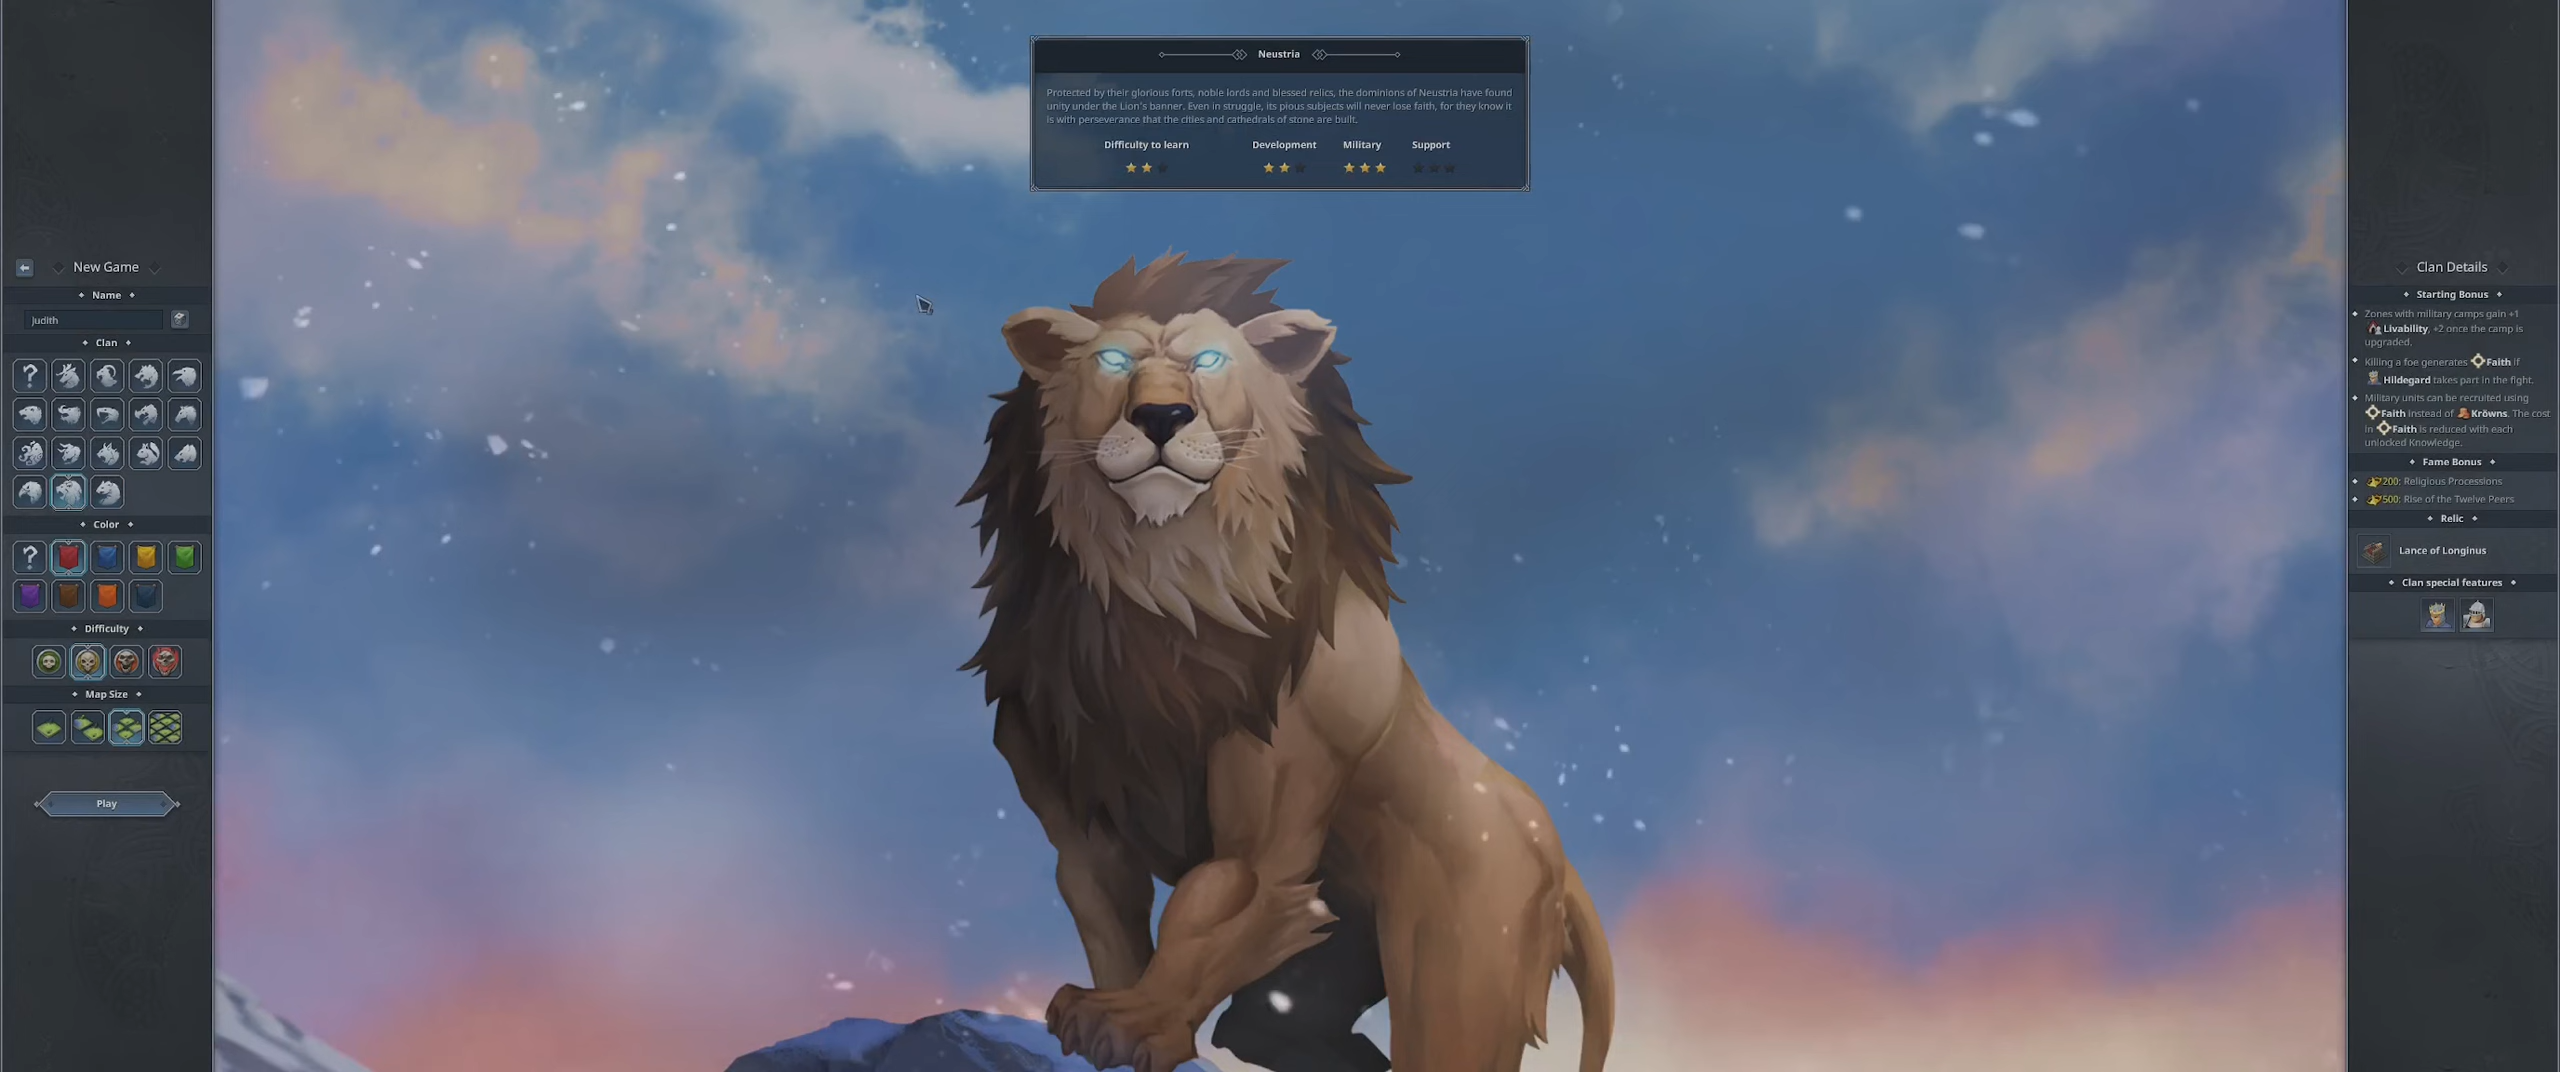 Neustria
Protected by their glorious forts, noble lords and blessed relics, the dominions of Neustria have found
unity under the Lion's banner. Even in struggle, its pious subjects will never lose faith, for they know it
is with perseverance that the cities and cathedrals of stone are built.
Difficulty to learn Development Military Support
New Game
Name
Judith
Clan
?
Color
?
Difficulty
Map Size
Play
Clan Details
Starting Bonus
Zones with military camps gain +1
Livability, +2 once the camp is
upgraded.
Killing a foe generates Faith if
Hildegard takes part in the fight.
Military units can be recruited using
Faith instead of Kröwns. The cost
in Faith is reduced with each
unlocked Knowledge.
Fame Bonus
200: Religious Processions
500: Rise of the Twelve Peers
Relic
Lance of Longinus
Clan special features